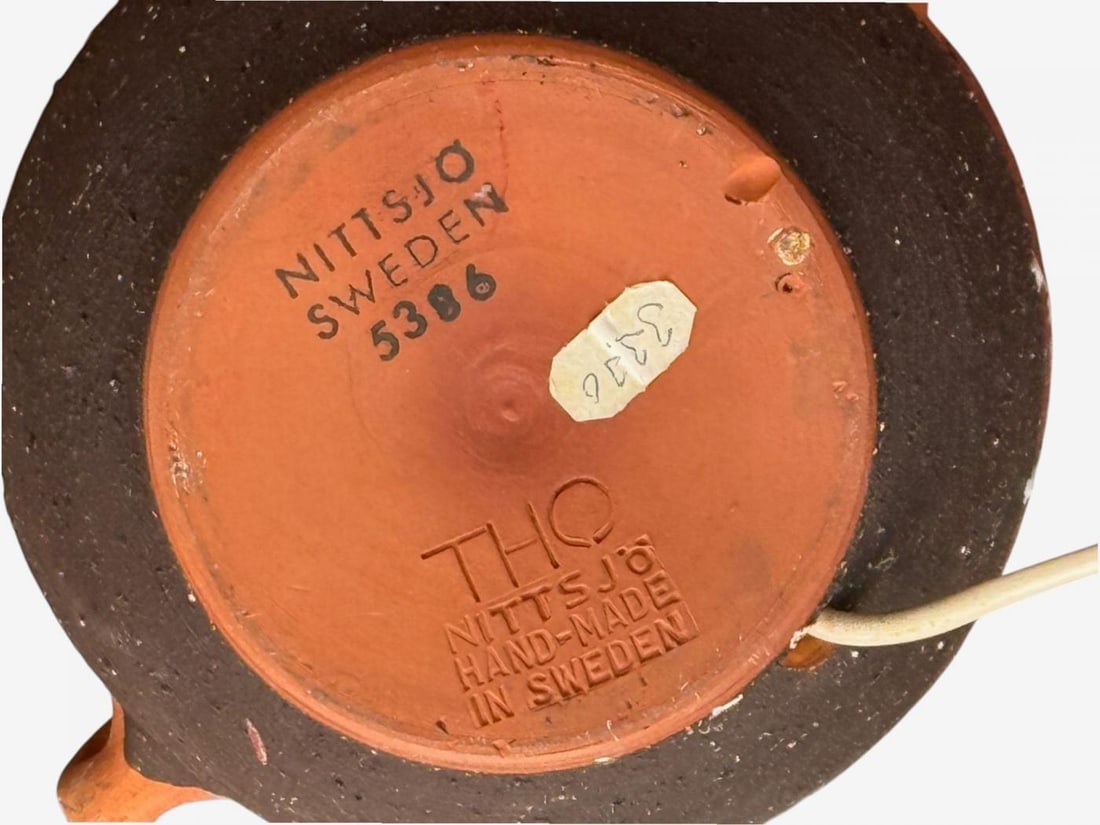 NITTSJÖ
SWEDEN
5386
THO
NITTSJÖ
HAND-MADE
IN SWEDEN